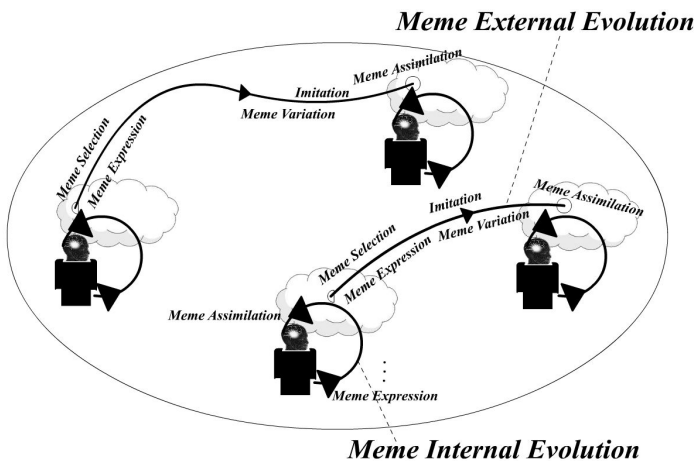 Meme External Evolution
Meme Assimilation
Imitation
Meme Variation
Meme Selection
Meme Expression
Meme Assimilation
Imitation
Meme Variation
Meme Selection
Meme Expression
Meme Assimilation
Meme Expression
Meme Internal Evolution